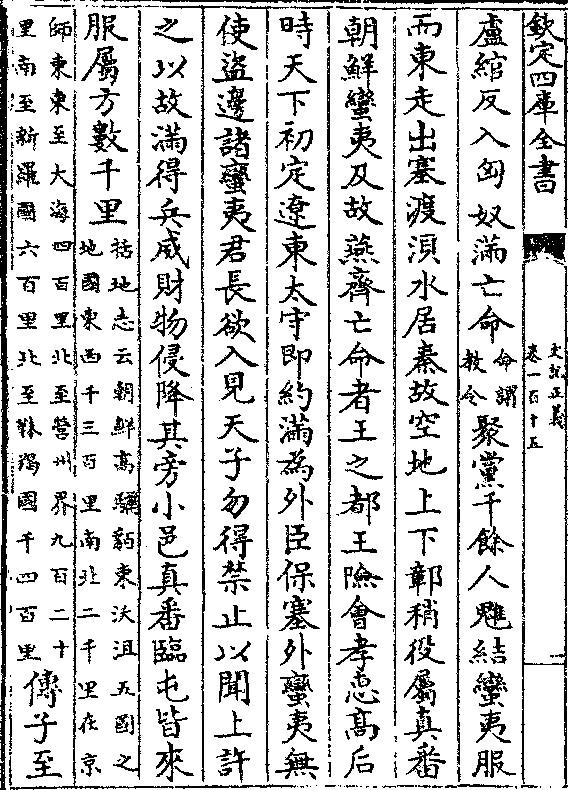 欽定四庫全書
史記正義
卷一百十五
一
盧綰反入匈奴滿亡命命謂教令聚黨千餘人魋結蠻夷服
而東走出塞渡浿水居秦故空地上下鄣稍役屬真番
朝鮮蠻夷及故燕齊亡命者王之都王險會孝惠高后
時天下初定遼東太守即約滿為外臣保塞外蠻夷無
使盜邊諸蠻夷君長欲入見天子勿得禁止以聞上許
之以故滿得兵威財物侵降其旁小邑真番臨屯皆來
服屬方數千里括地志云朝鮮高驪貊東沃沮五國之地國東西千三百里南北二千里在京
師東東至大海四百里北至營州界九百二十里南至新羅國六百里北至靺鞨國千四百里傳子至